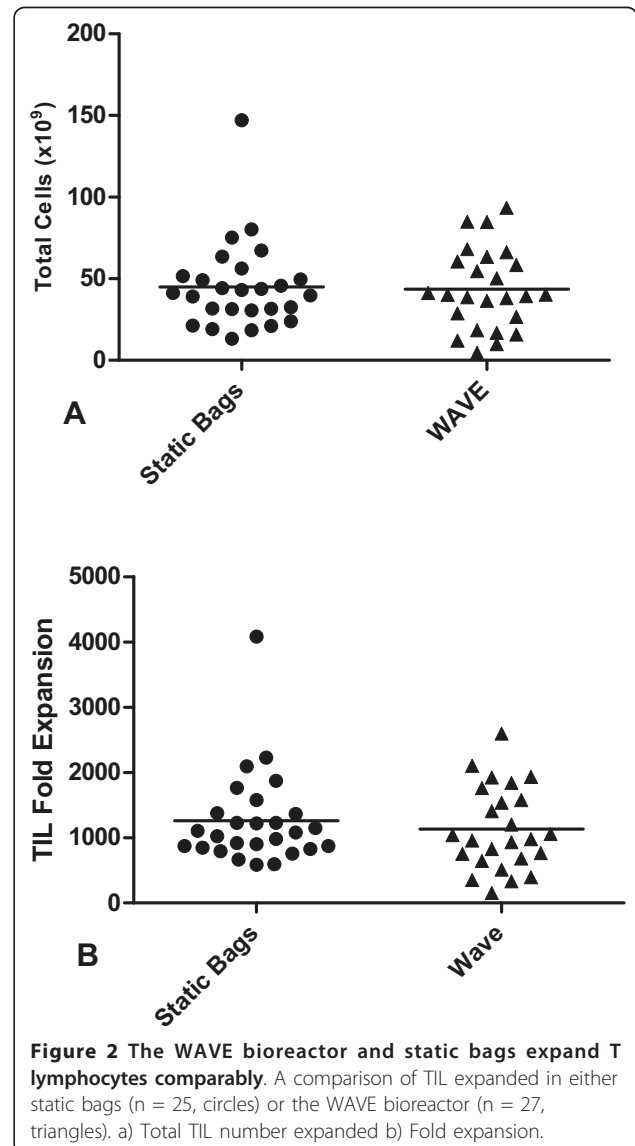 200
150
100
50
0
Total Cells (x10⁹)
A
Static Bags
WAVE
5000
4000
3000
2000
1000
0
TIL Fold Expansion
B
Static Bags
Wave
Figure 2 The WAVE bioreactor and static bags expand T
lymphocytes comparably. A comparison of TIL expanded in either
static bags (n = 25, circles) or the WAVE bioreactor (n = 27,
triangles). a) Total TIL number expanded b) Fold expansion.